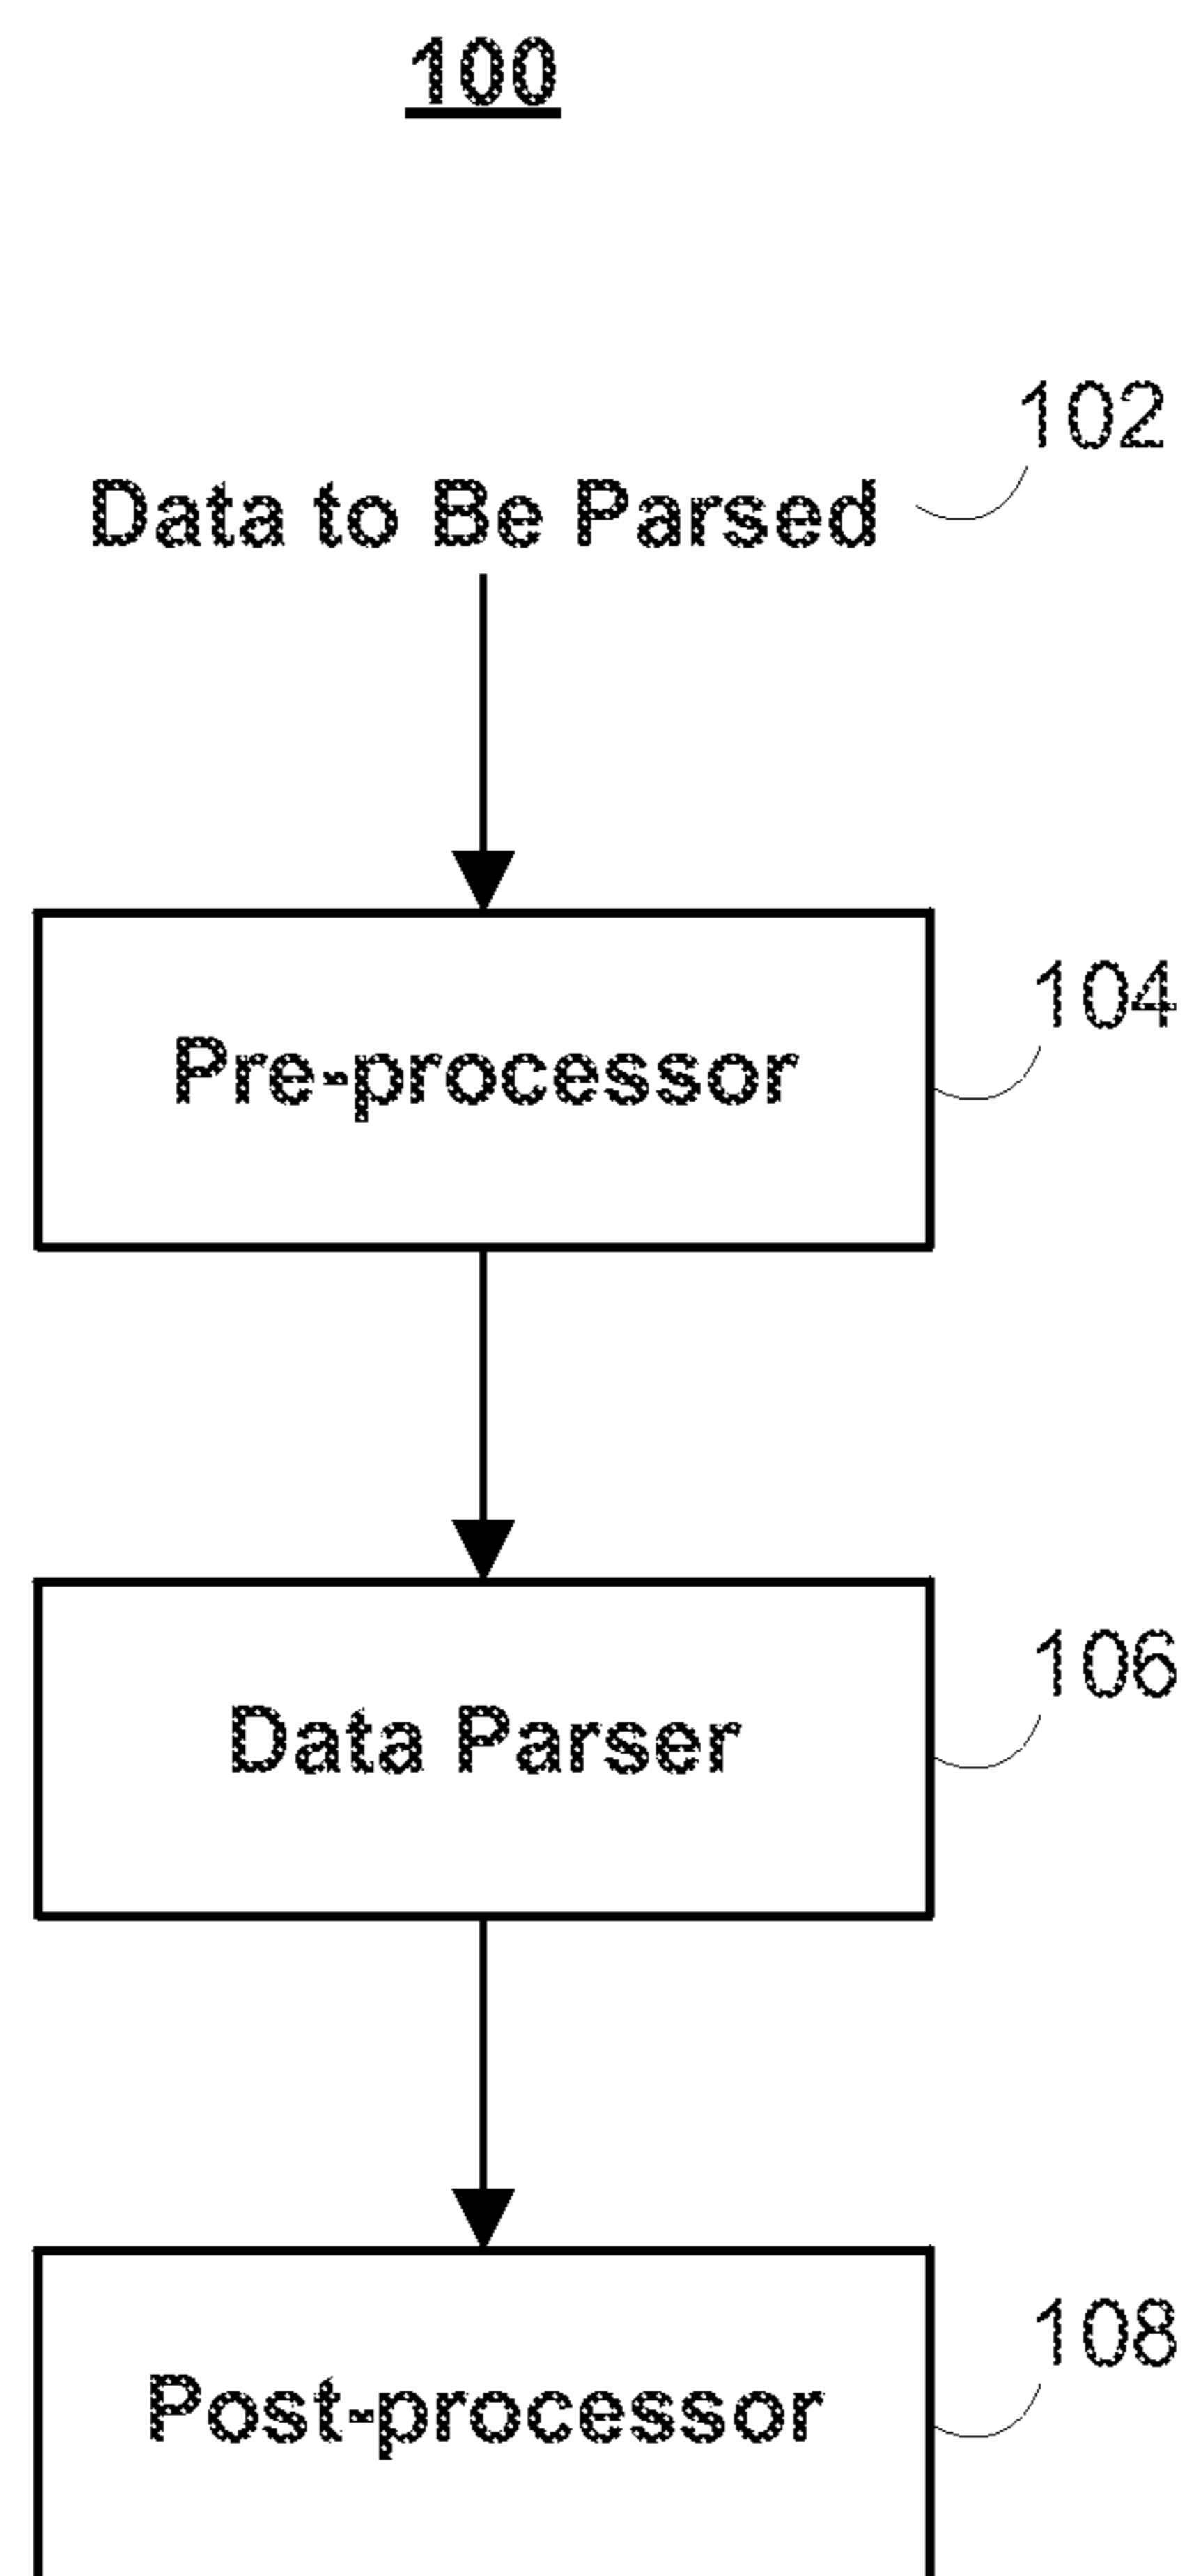 100
102
Data to Be Parsed
104
Pre-processor
106
Data Parser
108
Post-processor